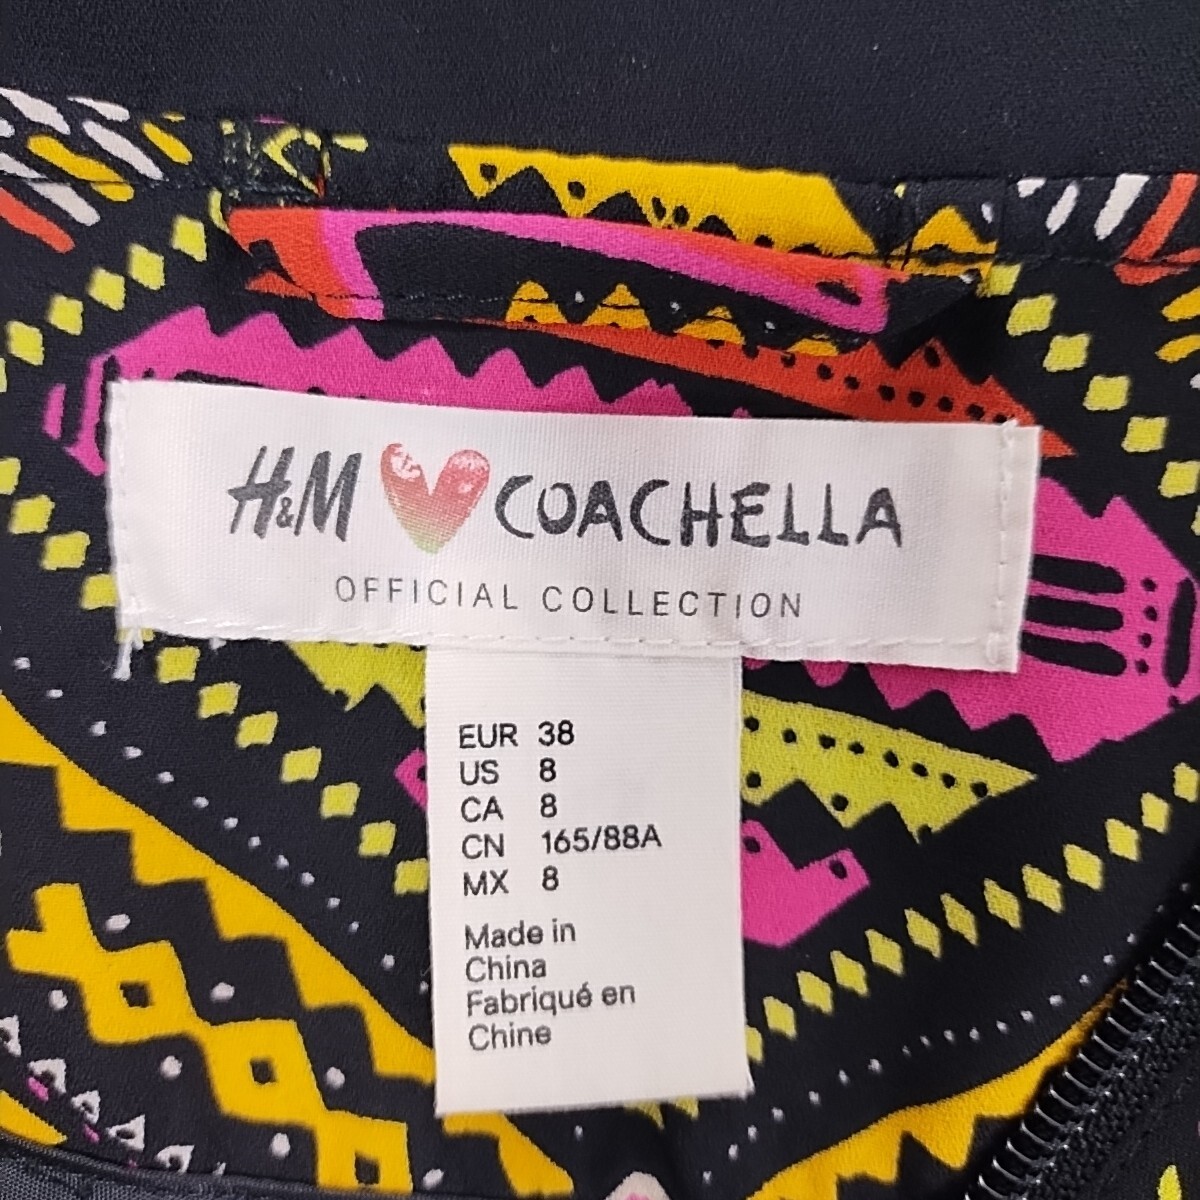 H&M COACHELLA
OFFICIAL COLLECTION
EUR 38
US 8
CA 8
CN 165/88A
MX 8
Made in
China
Fabriqué en
Chine